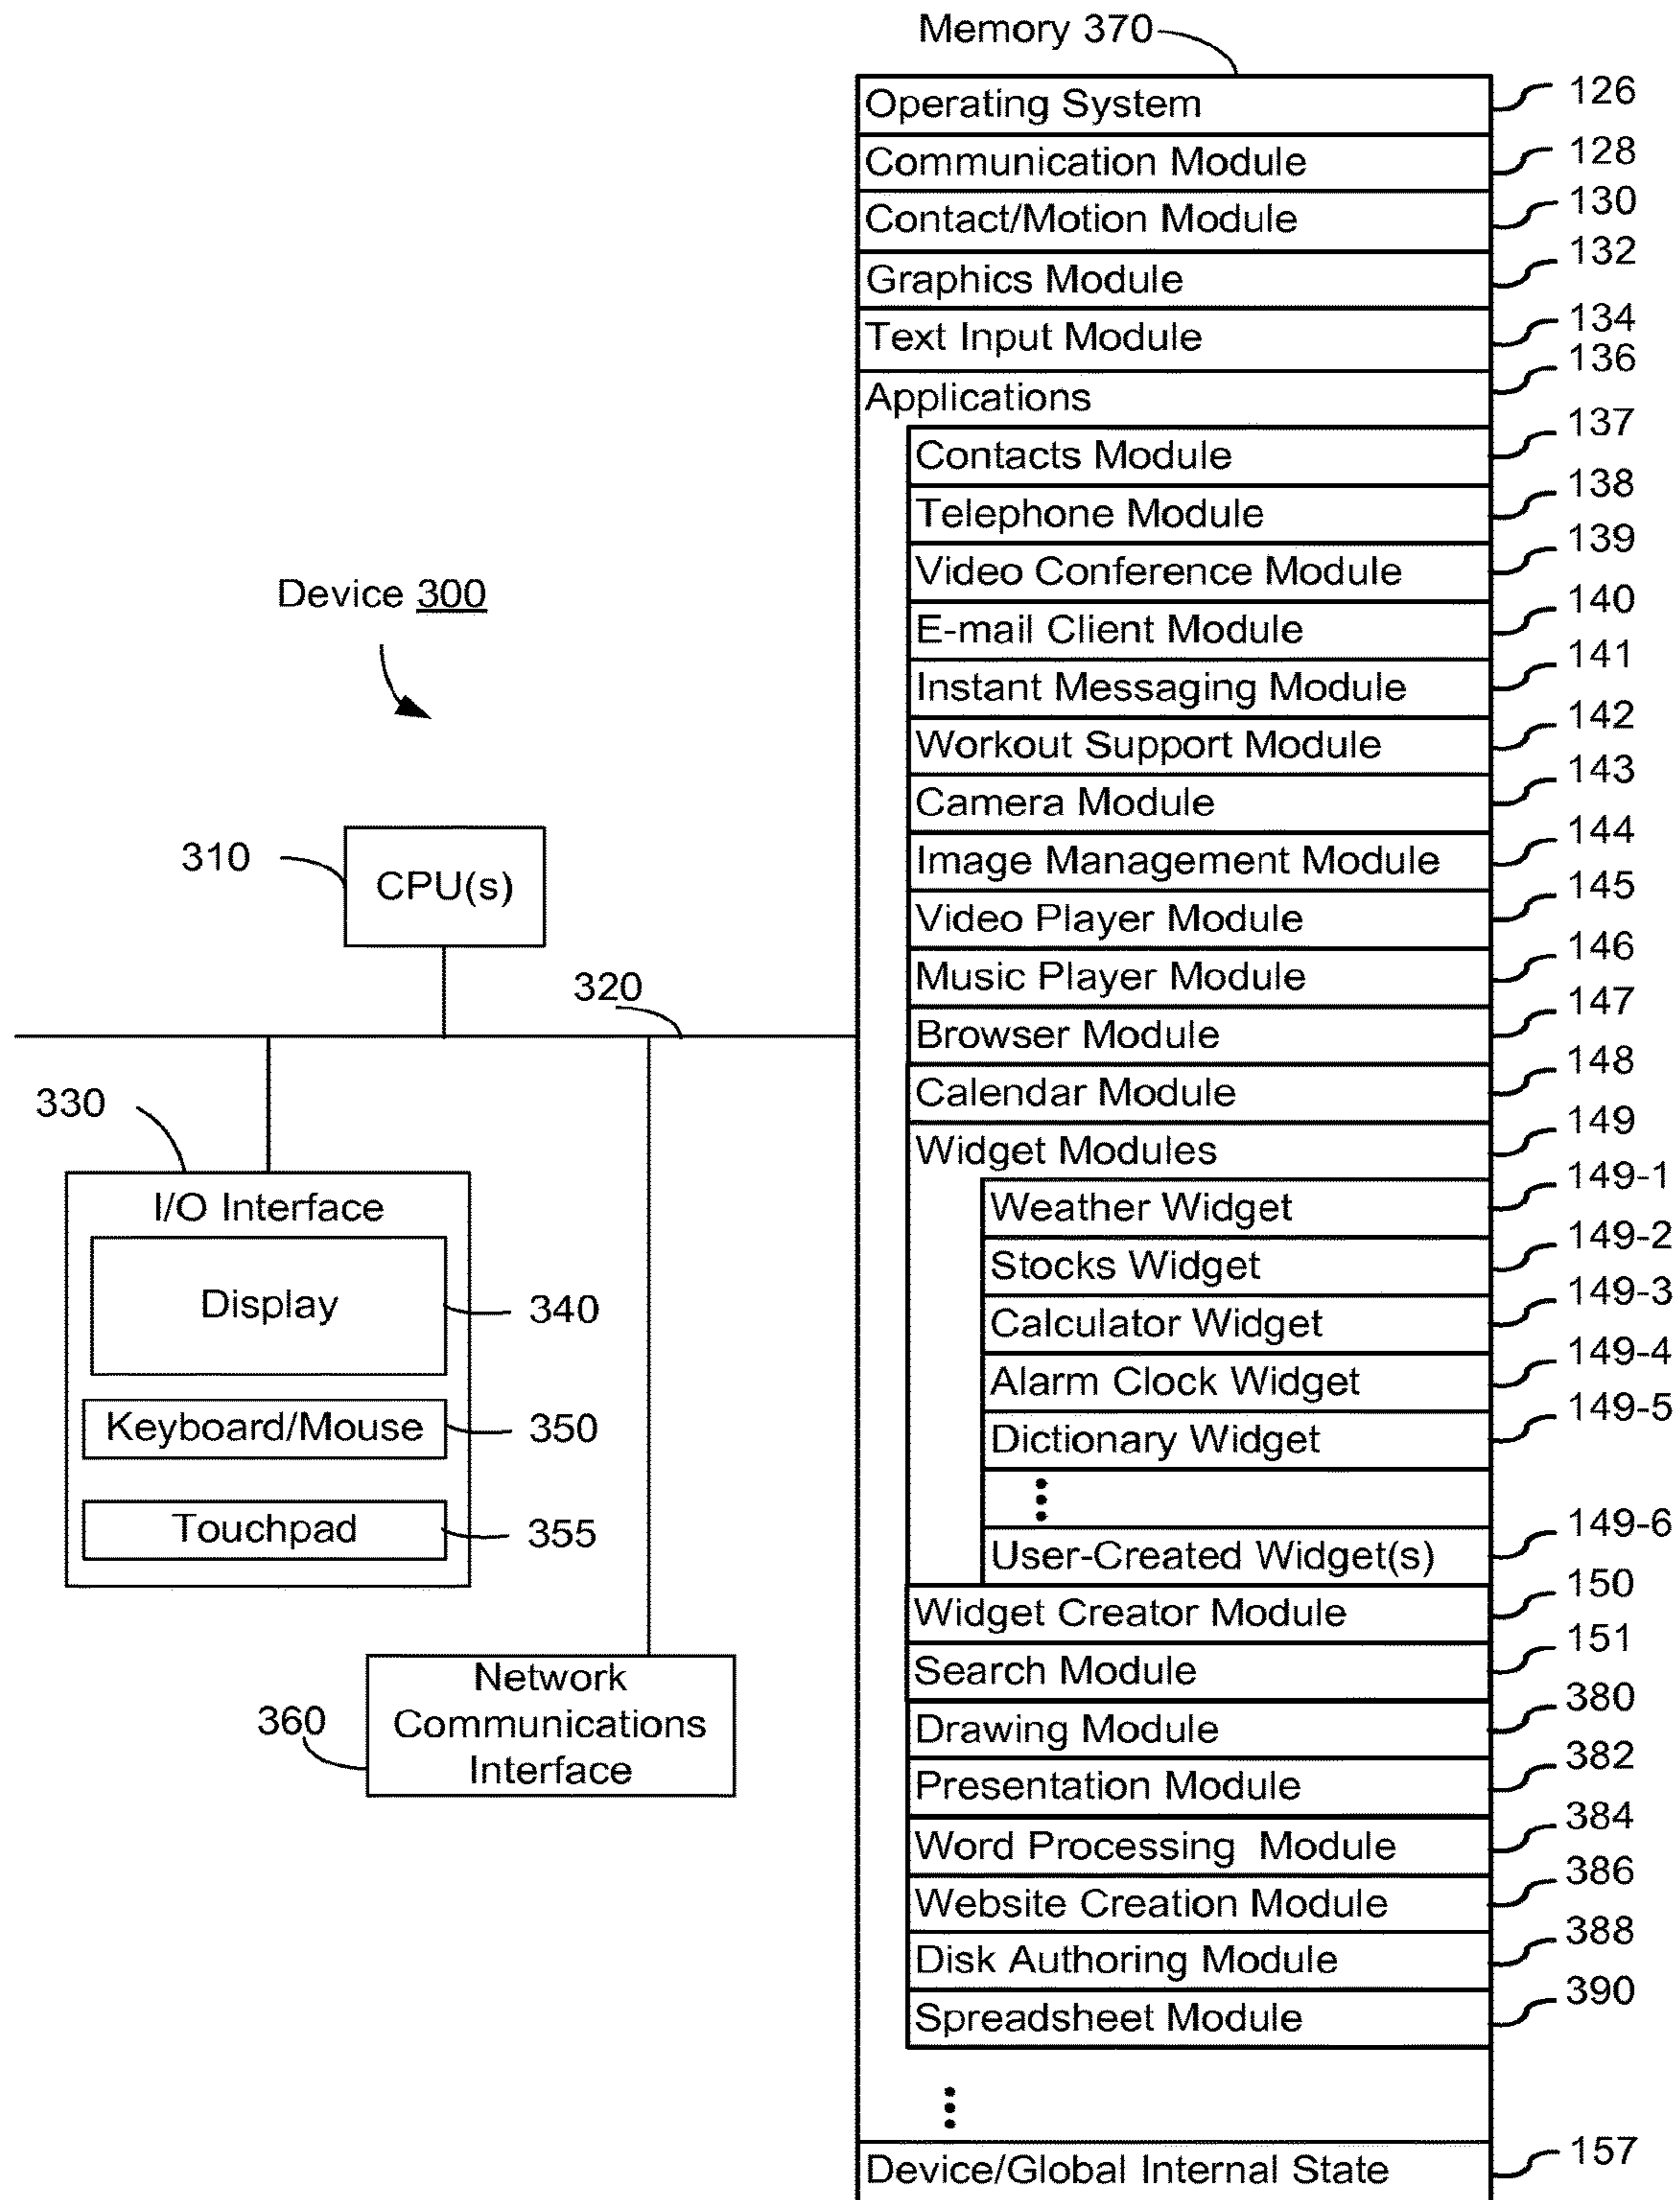 Memory 370
Operating System 126
Communication Module 128
Contact/Motion Module 130
Graphics Module 132
Text Input Module 134
Applications 136
Contacts Module 137
Telephone Module 138
Video Conference Module 139
E-mail Client Module 140
Instant Messaging Module 141
Workout Support Module 142
Camera Module 143
Image Management Module 144
Video Player Module 145
Music Player Module 146
Browser Module 147
Calendar Module 148
Widget Modules 149
Weather Widget 149-1
Stocks Widget 149-2
Calculator Widget 149-3
Alarm Clock Widget 149-4
Dictionary Widget 149-5
User-Created Widget(s) 149-6
Widget Creator Module 150
Search Module 151
Drawing Module 380
Presentation Module 382
Word Processing Module 384
Website Creation Module 386
Disk Authoring Module 388
Spreadsheet Module 390
Device/Global Internal State 157
Device 300
310 CPU(s)
320
330
I/O Interface
Display 340
Keyboard/Mouse 350
Touchpad 355
360
Network
Communications
Interface